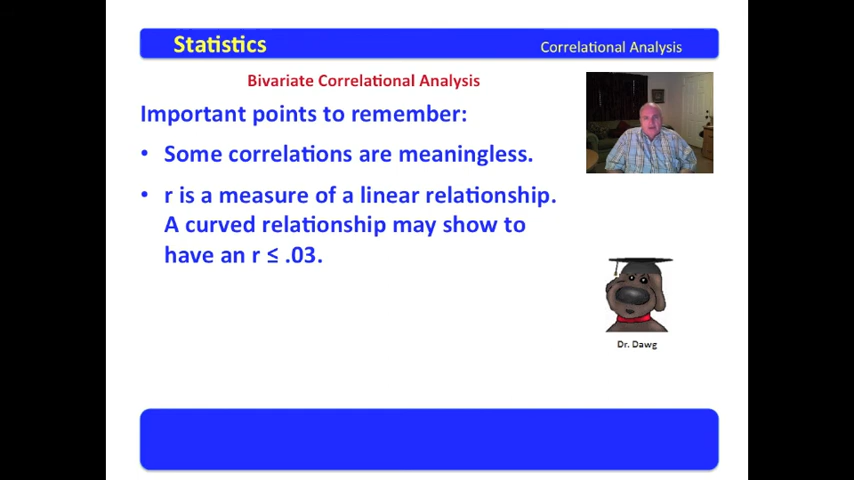 Statistics
Correlational Analysis
Bivariate Correlational Analysis
Important points to remember:
• Some correlations are meaningless.
• r is a measure of a linear relationship.
A curved relationship may show to
have an r ≤ .03.
Dr. Dawg